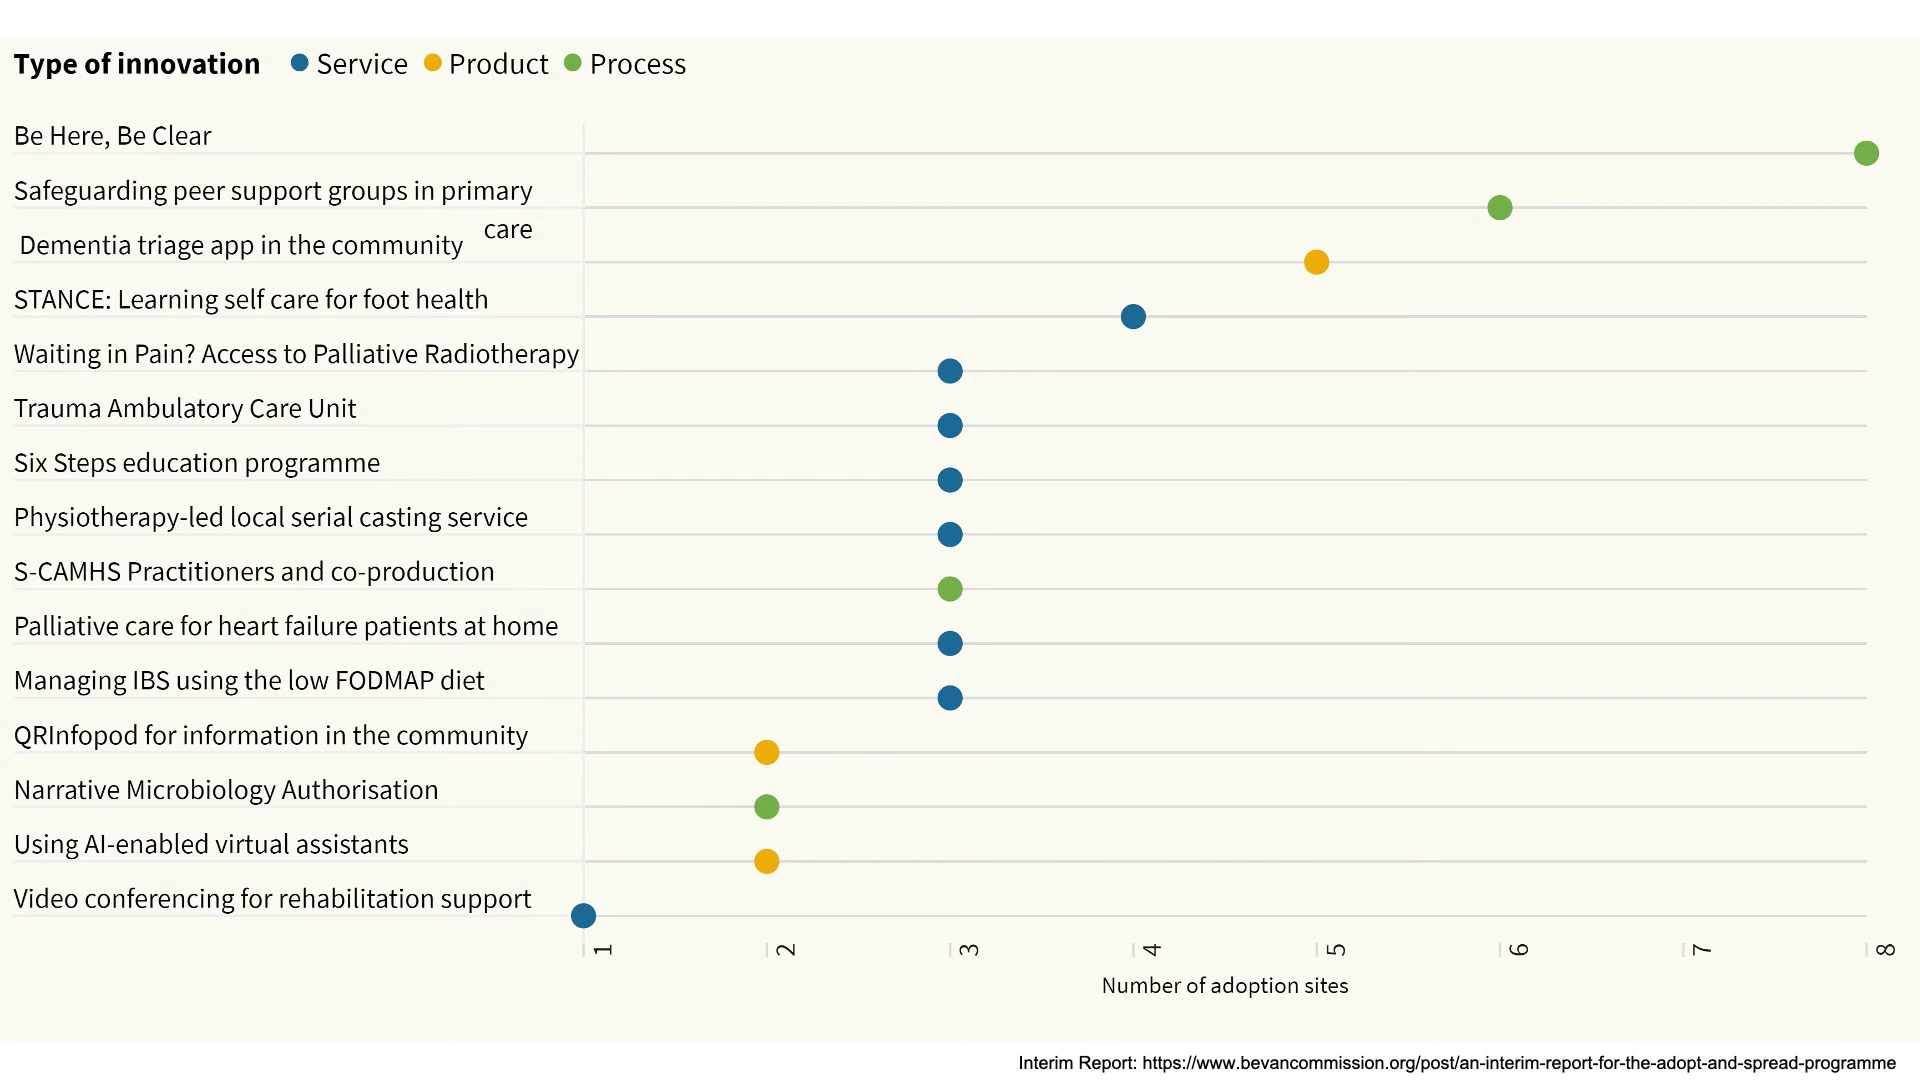 Type of innovation Service Product Process
Be Here, Be Clear
Safeguarding peer support groups in primary
care
Dementia triage app in the community
STANCE: Learning self care for foot health
Waiting in Pain? Access to Palliative Radiotherapy
Trauma Ambulatory Care Unit
Six Steps education programme
Physiotherapy-led local serial casting service
S-CAMHS Practitioners and co-production
Palliative care for heart failure patients at home
Managing IBS using the low FODMAP diet
QRInfopod for information in the community
Narrative Microbiology Authorisation
Using AI-enabled virtual assistants
Video conferencing for rehabilitation support
1 2 3 4 5 6 7 8
Number of adoption sites
Interim Report: https://www.bevancommission.org/post/an-interim-report-for-the-adopt-and-spread-programme